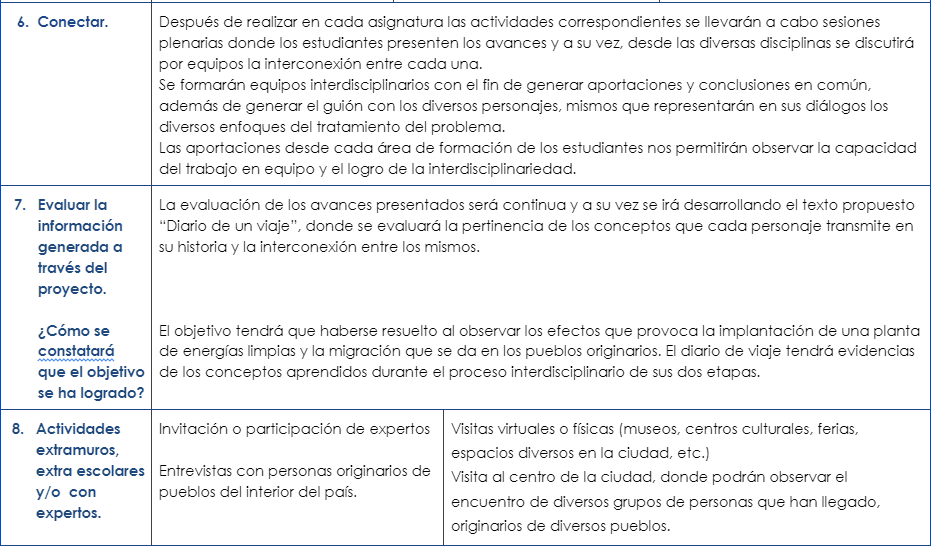 6. Conectar.
Después de realizar en cada asignatura las actividades correspondientes se llevarán a cabo sesiones
plenarias donde los estudiantes presenten los avances y a su vez, desde las diversas disciplinas se discutirá
por equipos la interconexión entre cada una.
Se formarán equipos interdisciplinarios con el fin de generar aportaciones y conclusiones en común,
además de generar el guión con los diversos personajes, mismos que representarán en sus diálogos los
diversos enfoques del tratamiento del problema.
Las aportaciones desde cada área de formación de los estudiantes nos permitirán observar la capacidad
del trabajo en equipo y el logro de la interdisciplinariedad.
7. Evaluar la
información
generada a
través del
proyecto.
La evaluación de los avances presentados será continua y a su vez se irá desarrollando el texto propuesto
“Diario de un viaje”, donde se evaluará la pertinencia de los conceptos que cada personaje transmite en
su historia y la interconexión entre los mismos.
¿Cómo se
constatará
que el objetivo
se ha logrado?
El objetivo tendrá que haberse resuelto al observar los efectos que provoca la implantación de una planta
de energías limpias y la migración que se da en los pueblos originarios. El diario de viaje tendrá evidencias
de los conceptos aprendidos durante el proceso interdisciplinario de sus dos etapas.
8. Actividades
extramuros,
extra escolares
y/o con
expertos.
Invitación o participación de expertos
Entrevistas con personas originarios de
pueblos del interior del país.
Visitas virtuales o físicas (museos, centros culturales, ferias,
espacios diversos en la ciudad, etc.)
Visita al centro de la ciudad, donde podrán observar el
encuentro de diversos grupos de personas que han llegado,
originarios de diversos pueblos.